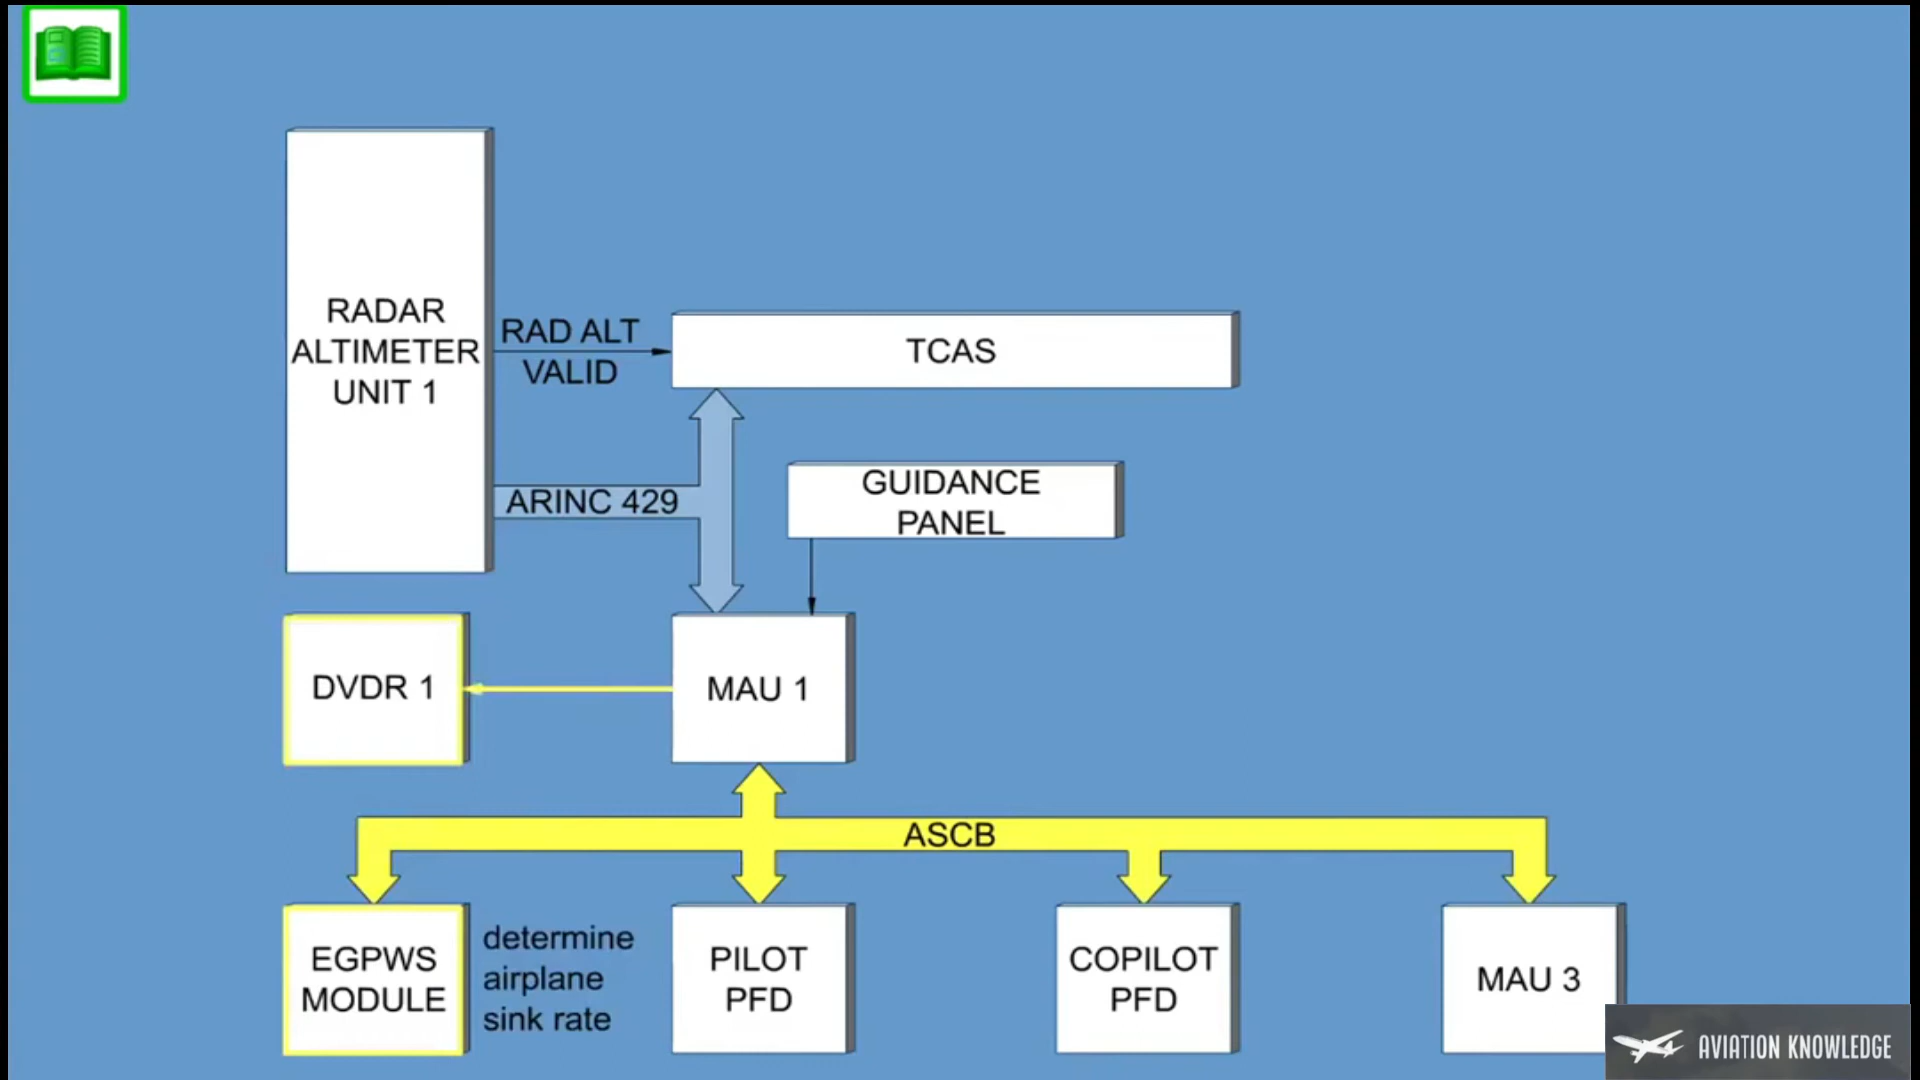 RADAR
ALTIMETER
UNIT 1
RAD ALT
VALID
TCAS
ARINC 429
GUIDANCE
PANEL
DVDR 1
MAU 1
ASCB
EGPWS
MODULE
determine
airplane
sink rate
PILOT
PFD
COPILOT
PFD
MAU 3
AVIATION KNOWLEDGE